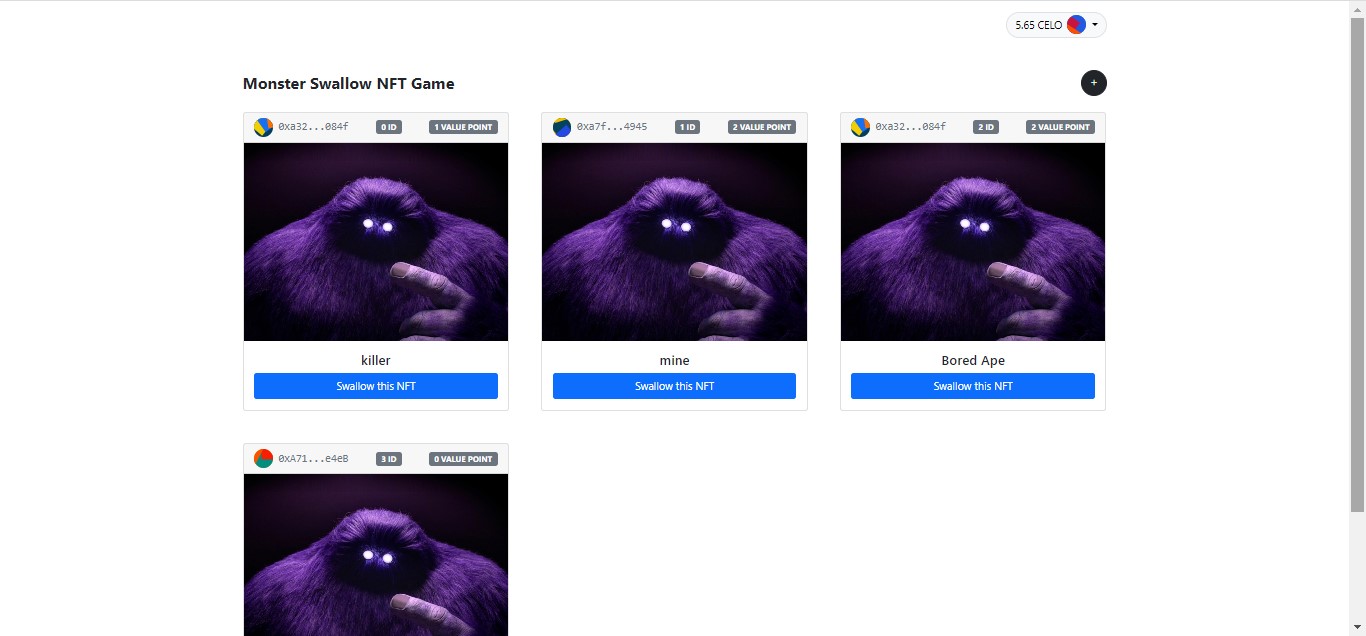 5.65 CELO
Monster Swallow NFT Game
+
0xa32...084f 0 ID 1 VALUE POINT
0xa7f...4945 1 ID 2 VALUE POINT
0xa32...084f 2 ID 2 VALUE POINT
killer
mine
Bored Ape
Swallow this NFT
Swallow this NFT
Swallow this NFT
0xA71...e4eB 3 ID 0 VALUE POINT